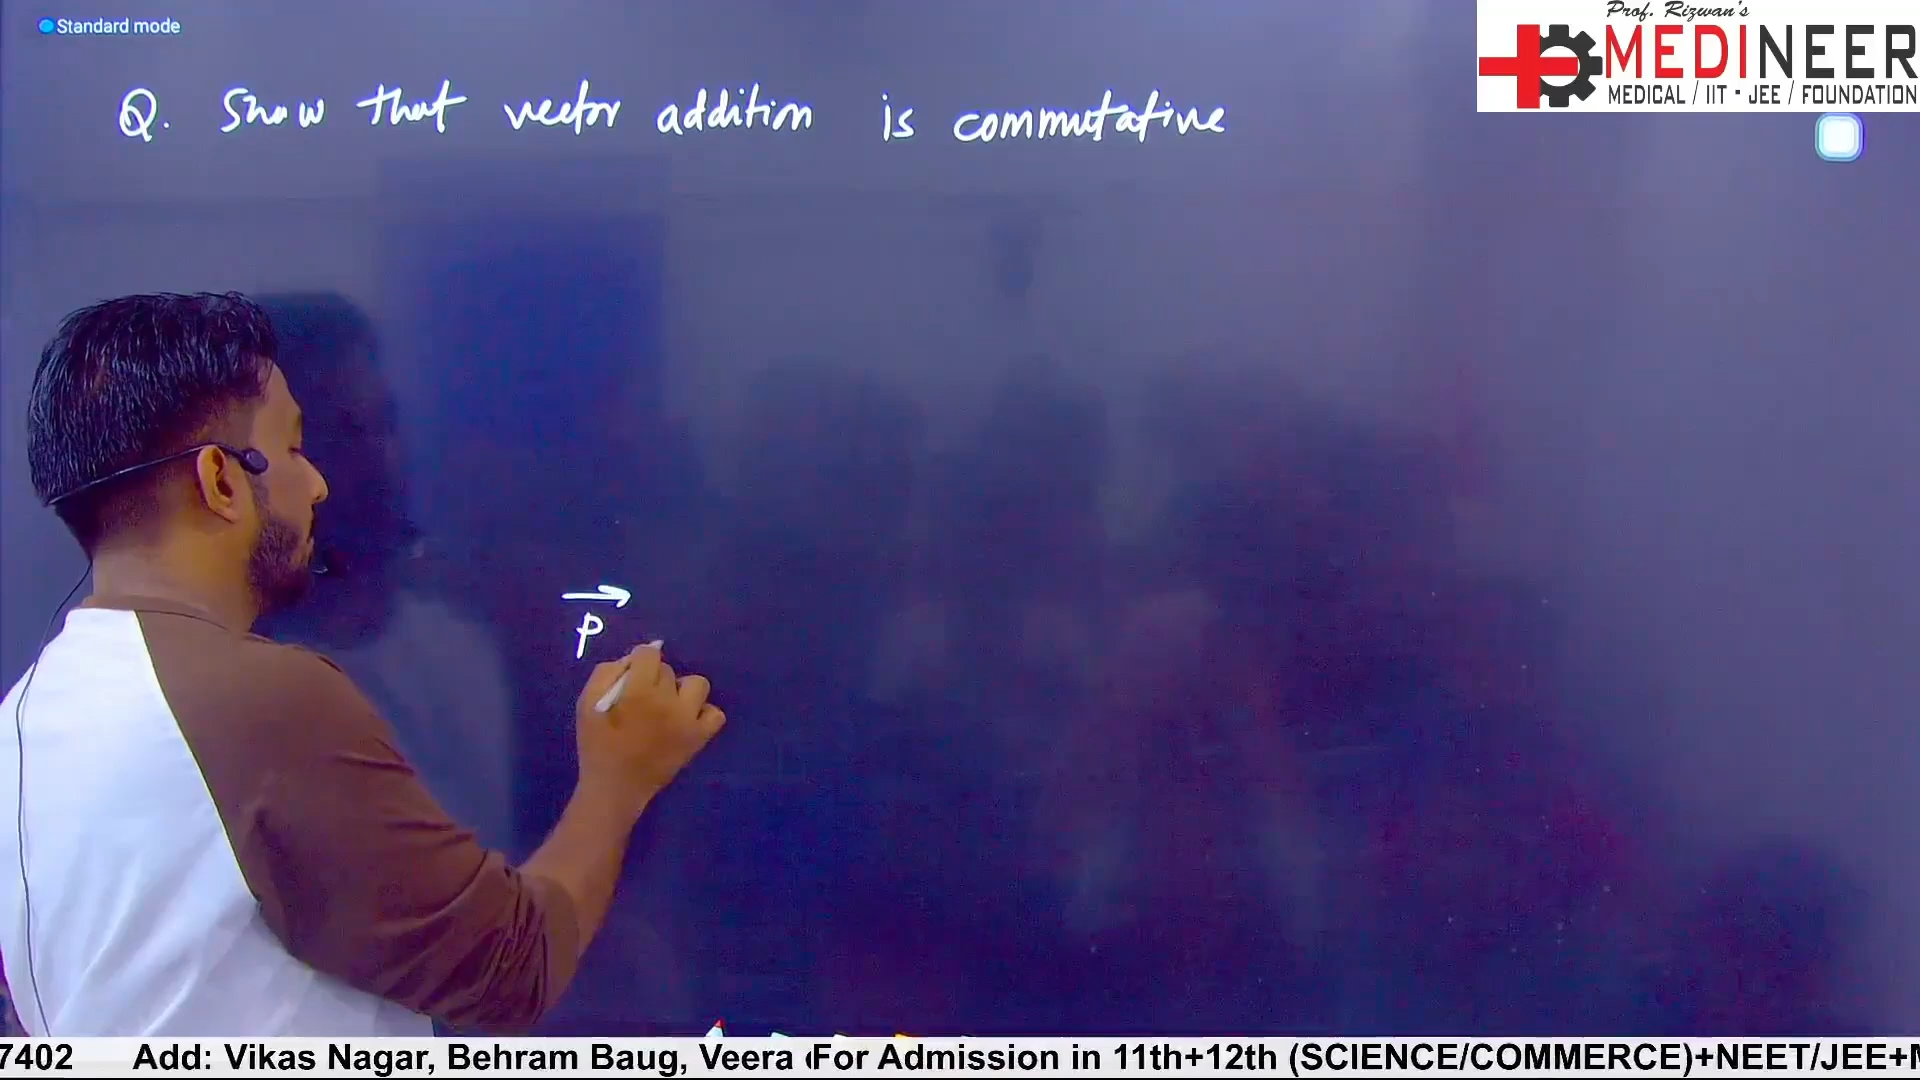 Standard mode
Prof. Rizwan's
MEDINEER
MEDICAL / IIT - JEE / FOUNDATION
Q. Show that vector addition is commutative
P
7402 Add: Vikas Nagar, Behram Baug, Veera For Admission in 11th+12th (SCIENCE/COMMERCE)+NEET/JEE+